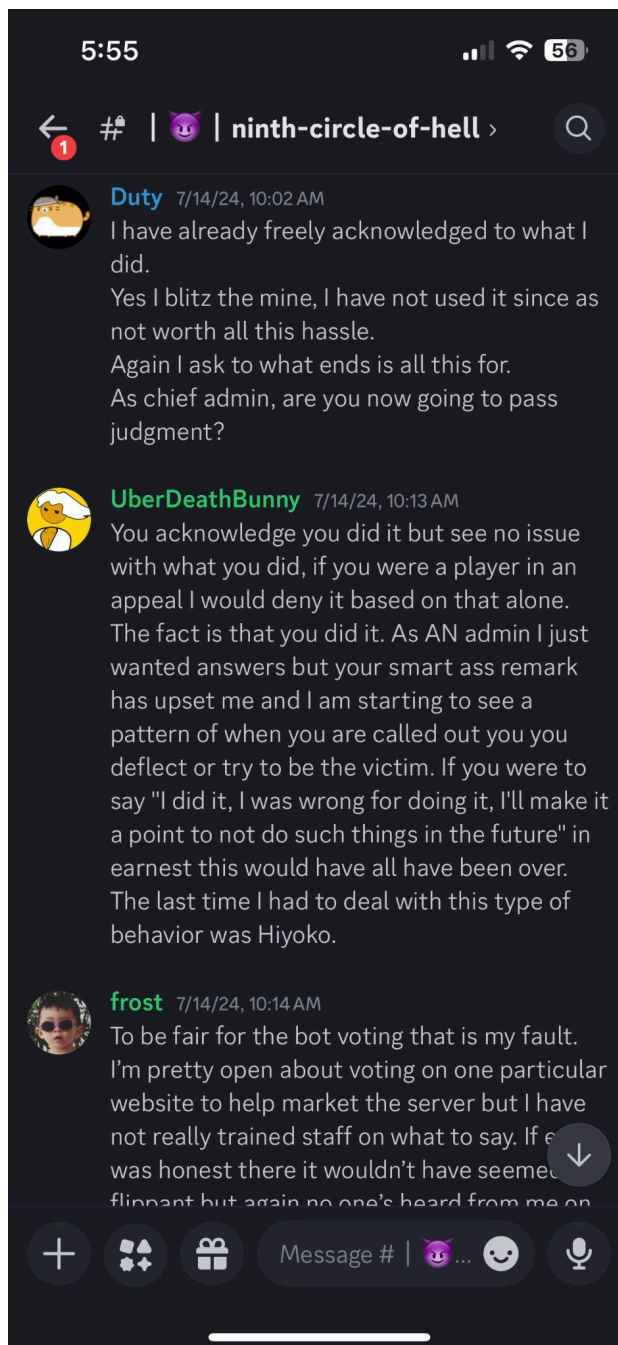 5:55
56
1
# | 😈 | ninth-circle-of-hell ›
Duty 7/14/24, 10:02 AM
I have already freely acknowledged to what I
did.
Yes I blitz the mine, I have not used it since as
not worth all this hassle.
Again I ask to what ends is all this for.
As chief admin, are you now going to pass
judgment?
UberDeathBunny 7/14/24, 10:13 AM
You acknowledge you did it but see no issue
with what you did, if you were a player in an
appeal I would deny it based on that alone.
The fact is that you did it. As AN admin I just
wanted answers but your smart ass remark
has upset me and I am starting to see a
pattern of when you are called out you you
deflect or try to be the victim. If you were to
say "I did it, I was wrong for doing it, I'll make it
a point to not do such things in the future" in
earnest this would have all have been over.
The last time I had to deal with this type of
behavior was Hiyoko.
frost 7/14/24, 10:14 AM
To be fair for the bot voting that is my fault.
I'm pretty open about voting on one particular
website to help market the server but I have
not really trained staff on what to say. If
was honest there it wouldn't have seemed
flippant but again no one's heard from me on
Message # | 😈...